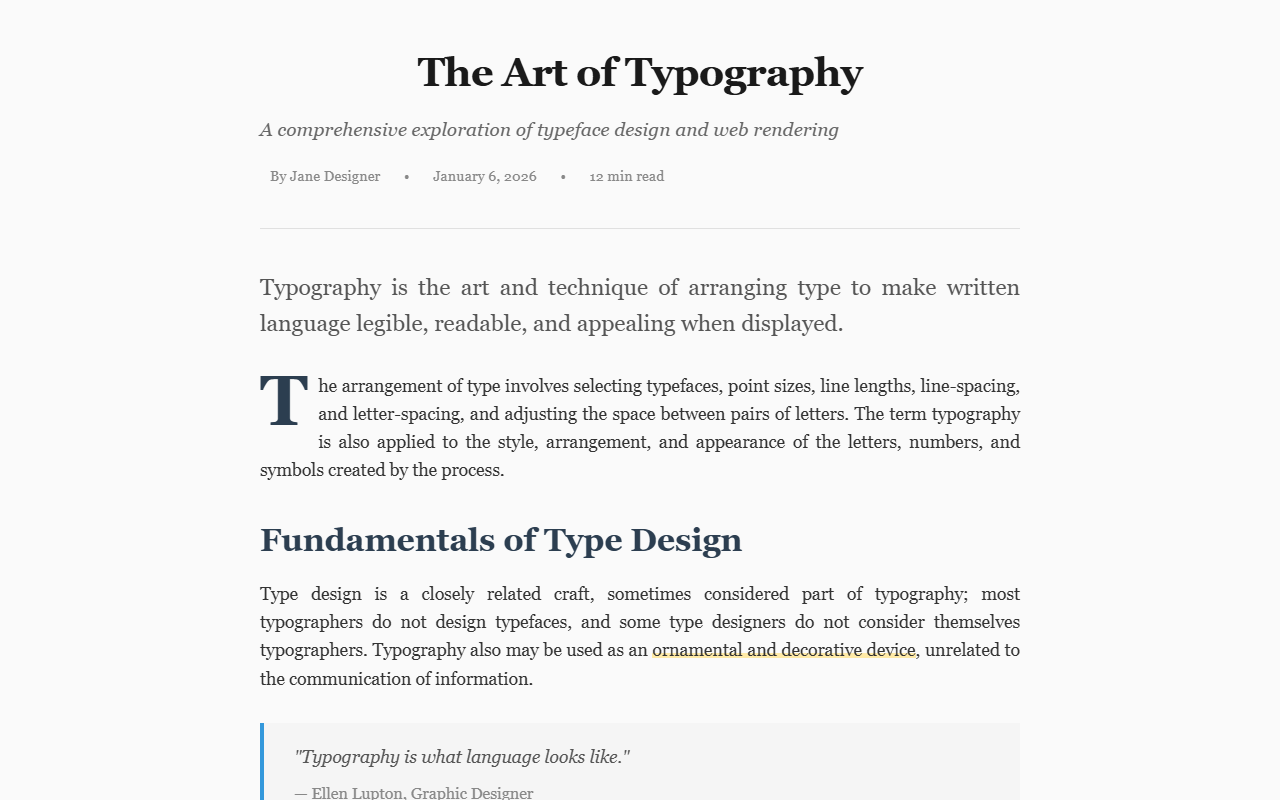 The Art of Typography
A comprehensive exploration of typeface design and web rendering
By Jane Designer • January 6, 2026 • 12 min read
Typography is the art and technique of arranging type to make written
language legible, readable, and appealing when displayed.
The arrangement of type involves selecting typefaces, point sizes, line lengths, line-spacing,
and letter-spacing, and adjusting the space between pairs of letters. The term typography
is also applied to the style, arrangement, and appearance of the letters, numbers, and
symbols created by the process.
Fundamentals of Type Design
Type design is a closely related craft, sometimes considered part of typography; most
typographers do not design typefaces, and some type designers do not consider themselves
typographers. Typography also may be used as an ornamental and decorative device, unrelated to
the communication of information.
"Typography is what language looks like."
— Ellen Lupton, Graphic Designer